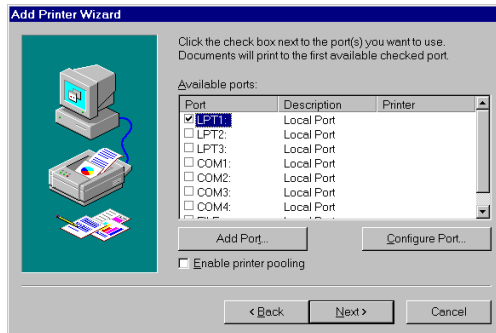 Add Printer Wizard
Click the check box next to the port(s) you want to use.
Documents will print to the first available checked port.
Available ports:
Port Description Printer
LPT1: Local Port
LPT2: Local Port
LPT3: Local Port
COM1: Local Port
COM2: Local Port
COM3: Local Port
COM4: Local Port
FILE: Local Port
Add Port... Configure Port...
Enable printer pooling
< Back Next > Cancel